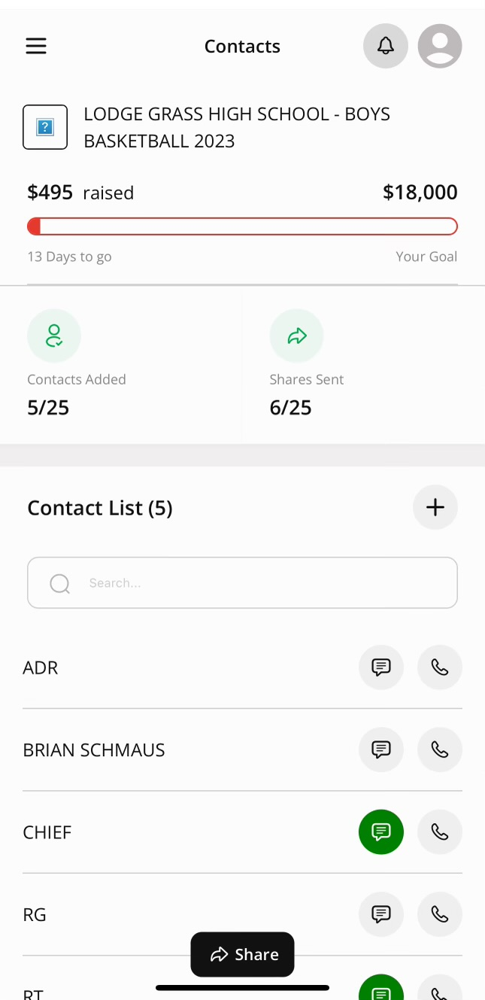 Contacts
LODGE GRASS HIGH SCHOOL - BOYS
BASKETBALL 2023
$495 raised
$18,000
13 Days to go
Your Goal
Contacts Added
5/25
Shares Sent
6/25
Contact List (5)
Search...
ADR
BRIAN SCHMAUS
CHIEF
RG
Share
RT